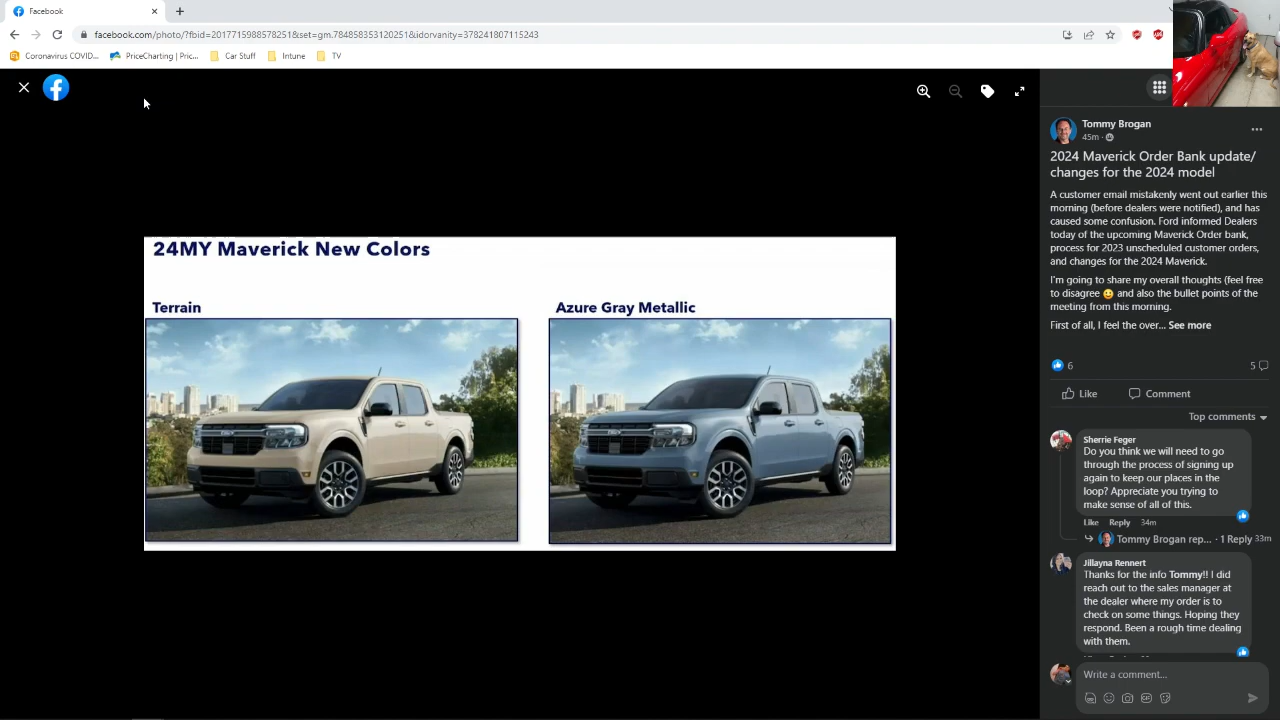 Facebook
facebook.com/photo/?fbid=2017715988578251&set=gm.784858353120251&idorvanity=378241807115243
Coronavirus COVID...
PriceCharting | Pric...
Car Stuff
Intune
TV
24MY Maverick New Colors
Terrain
Azure Gray Metallic
Tommy Brogan
45m
2024 Maverick Order Bank update/
changes for the 2024 model
A customer email mistakenly went out earlier this
morning (before dealers were notified), and has
caused some confusion. Ford informed Dealers
today of the upcoming Maverick Order bank,
process for 2023 unscheduled customer orders,
and changes for the 2024 Maverick.
I'm going to share my overall thoughts (feel free
to disagree 😀 and also the bullet points of the
meeting from this morning.
First of all, I feel the over... See more
6
5
Like
Comment
Top comments
Sherrie Feger
Do you think we will need to go
through the process of signing up
again to keep our places in the
loop? Appreciate you trying to
make sense of all of this.
Like Reply 34m
Tommy Brogan rep... · 1 Reply 33m
Jillayna Rennert
Thanks for the info Tommy!! I did
reach out to the sales manager at
the dealer where my order is to
check on some things. Hoping they
respond. Been a rough time dealing
with them.
Write a comment...